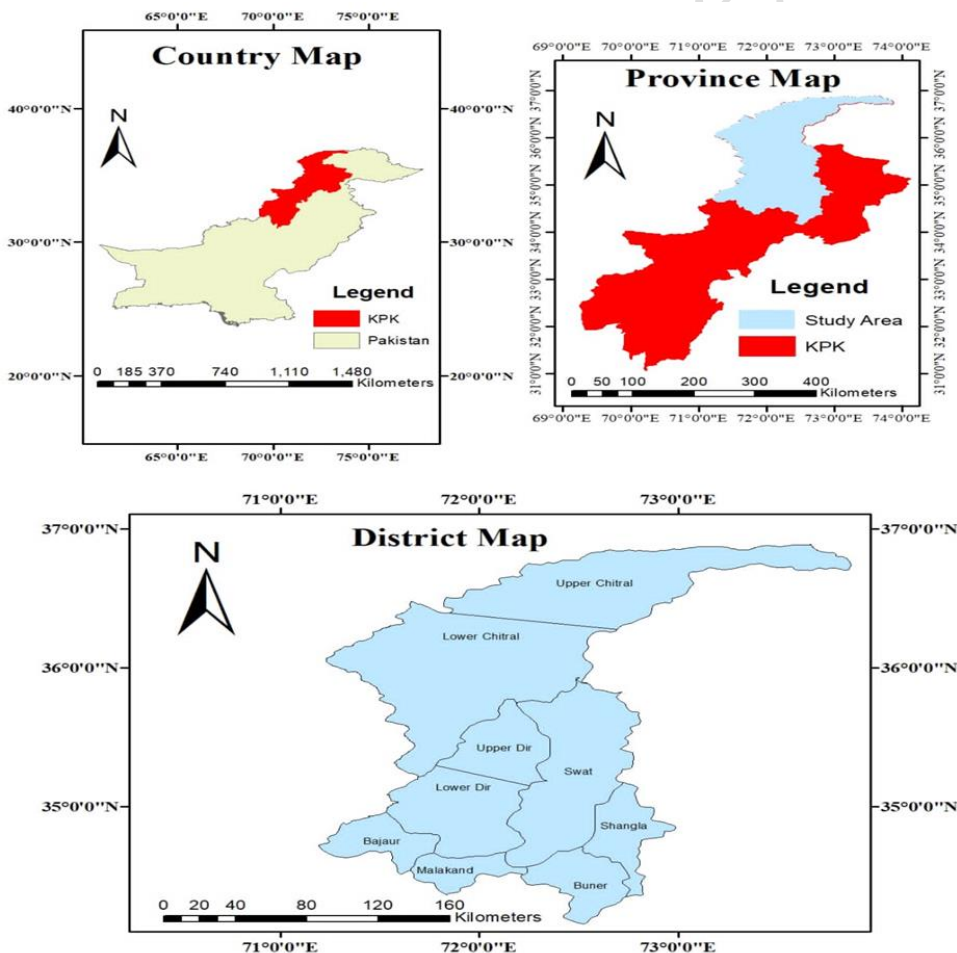 65°0'0"E 70°0'0"E 75°0'0"E
Country Map
N
40°0'0"N
40°0'0"N
30°0'0"N
30°0'0"N
20°0'0"N
20°0'0"N
Legend
KPK
Pakistan
0 185 370 740 1,110 1,480
Kilometers
65°0'0"E 70°0'0"E 75°0'0"E
69°0'0"E 70°0'0"E 71°0'0"E 72°0'0"E 73°0'0"E 74°0'0"E
Province Map
N
37°0'0"N
36°0'0"N
35°0'0"N
34°0'0"N
33°0'0"N
32°0'0"N
31°0'0"N
37°0'0"N
36°0'0"N
35°0'0"N
34°0'0"N
33°0'0"N
32°0'0"N
31°0'0"N
Legend
Study Area
KPK
0 50 100 200 300 400
Kilometers
69°0'0"E 70°0'0"E 71°0'0"E 72°0'0"E 73°0'0"E 74°0'0"E
71°0'0"E 72°0'0"E 73°0'0"E
District Map
N
37°0'0"N
37°0'0"N
36°0'0"N
36°0'0"N
35°0'0"N
35°0'0"N
Upper Chitral
Lower Chitral
Upper Dir
Swat
Lower Dir
Shangla
Bajaur
Malakand
Buner
0 20 40 80 120 160
Kilometers
71°0'0"E 72°0'0"E 73°0'0"E